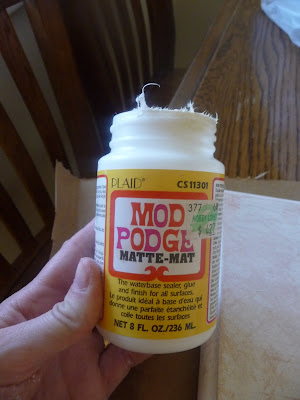 PLAID® CS11301
MOD
PODGE
MATTE-MAT
The waterbase sealer, glue
and finish for all surfaces.
Le produit idéal à base d'eau qui
donne une parfaite étanchéité et
colle toutes les surfaces
NET 8 FL. OZ./236 ML.
377